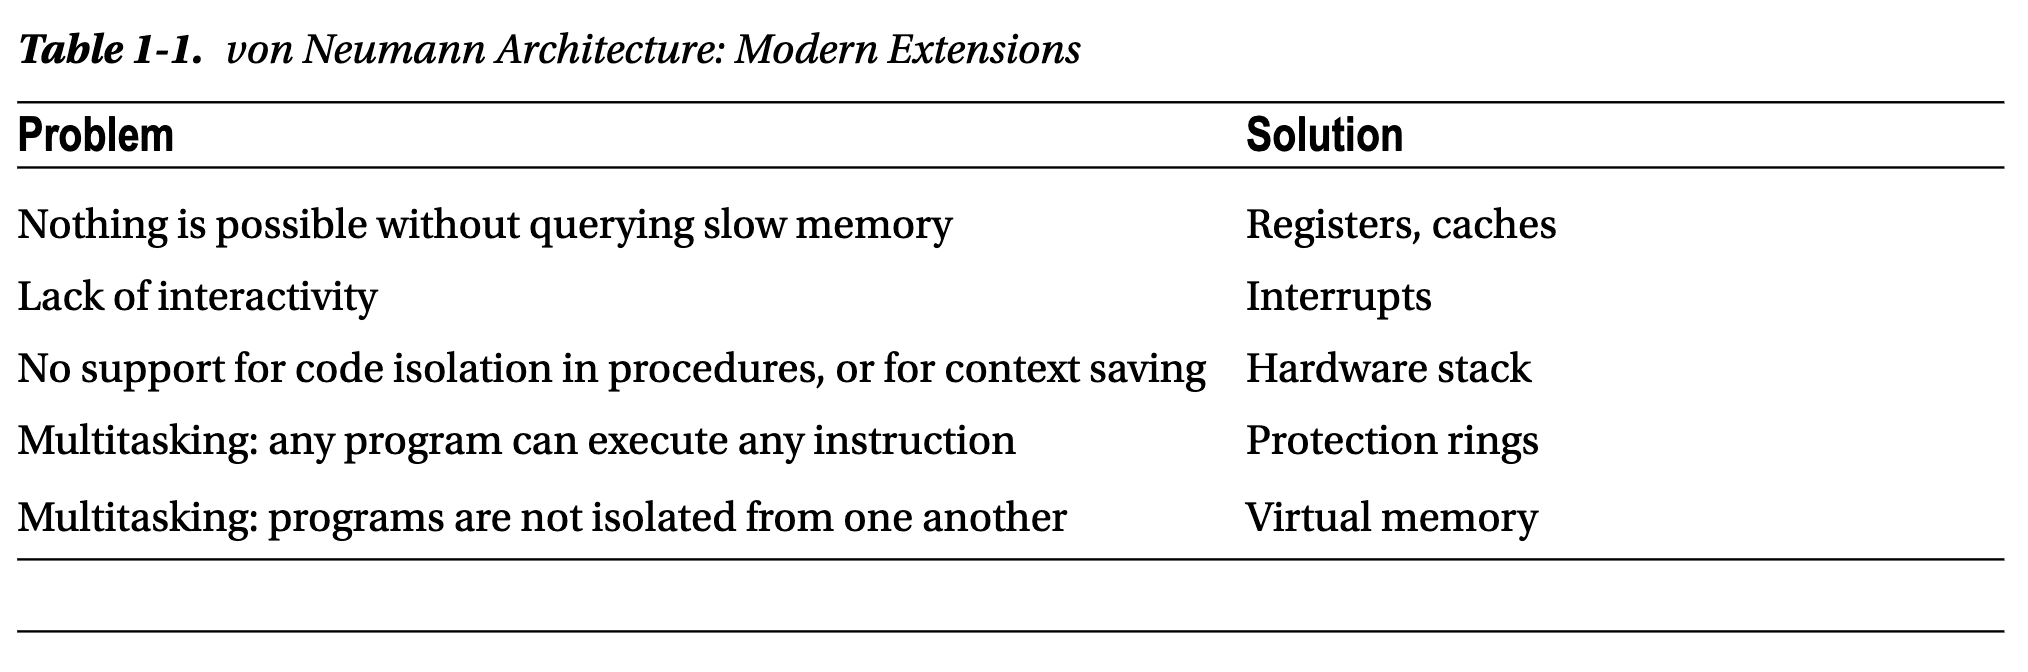 Table 1-1. von Neumann Architecture: Modern Extensions
Problem Solution
Nothing is possible without querying slow memory Registers, caches
Lack of interactivity Interrupts
No support for code isolation in procedures, or for context saving Hardware stack
Multitasking: any program can execute any instruction Protection rings
Multitasking: programs are not isolated from one another Virtual memory